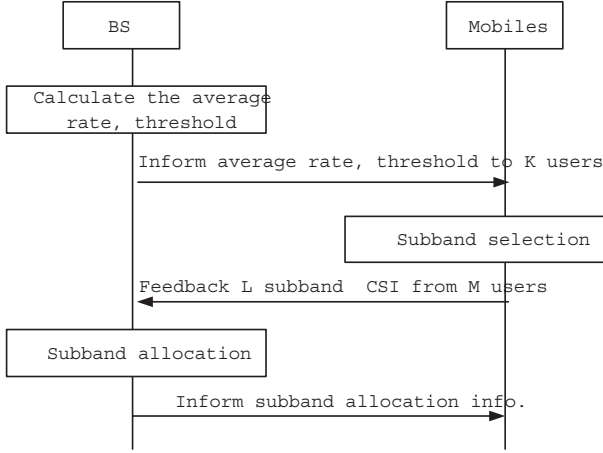 BS
Mobiles
Calculate the average
rate, threshold
Inform average rate, threshold to K users
Subband selection
Feedback L subband CSI from M users
Subband allocation
Inform subband allocation info.